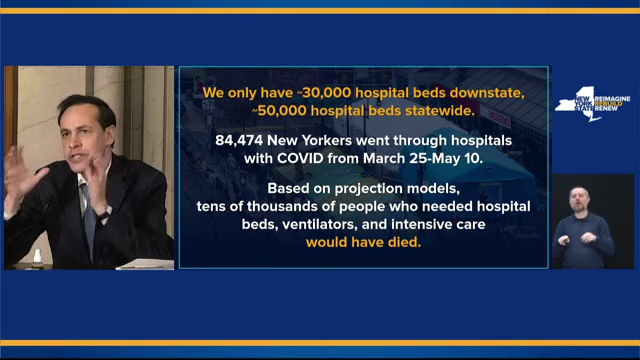 We only have ~30,000 hospital beds downstate,
~50,000 hospital beds statewide.
84,474 New Yorkers went through hospitals
with COVID from March 25-May 10.
Based on projection models,
tens of thousands of people who needed hospital
beds, ventilators, and intensive care
would have died.
NEW
YORK
STATE
REIMAGINE
REBUILD
RENEW